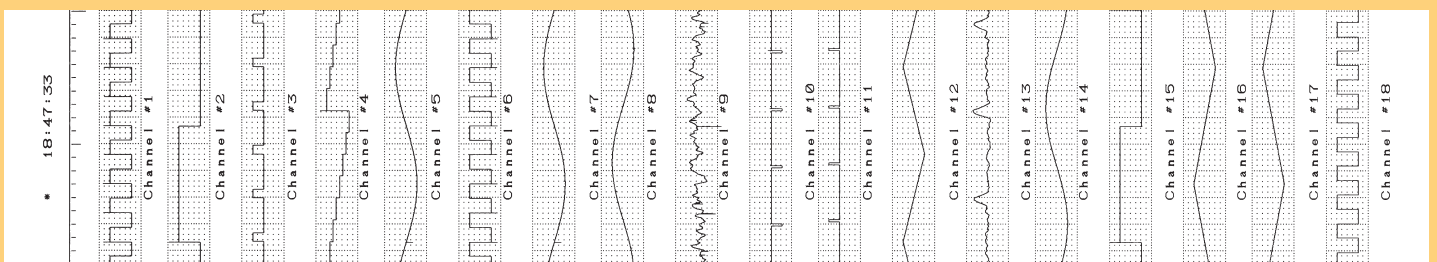 * 18:47:33
Channel #1
Channel #2
Channel #3
Channel #4
Channel #5
Channel #6
Channel #7
Channel #8
Channel #9
Channel #10
Channel #11
Channel #12
Channel #13
Channel #14
Channel #15
Channel #16
Channel #17
Channel #18